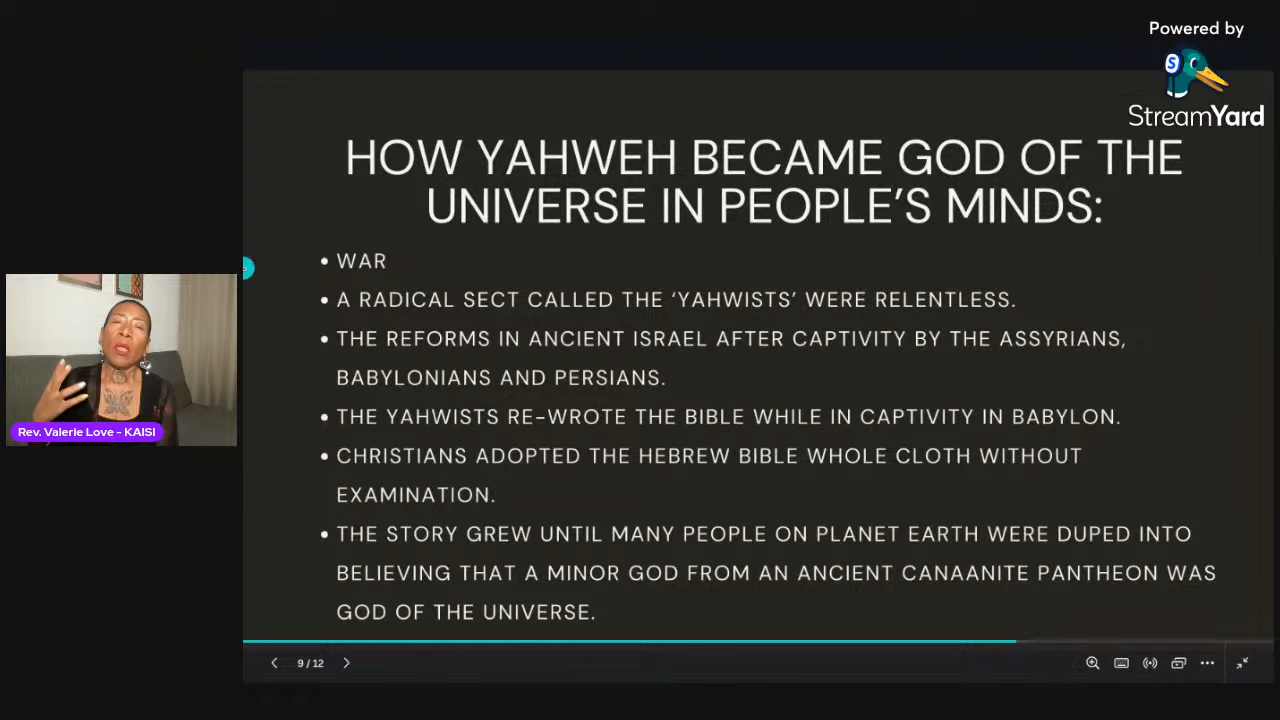 Powered by
StreamYard
HOW YAHWEH BECAME GOD OF THE
UNIVERSE IN PEOPLE'S MINDS:
• WAR
• A RADICAL SECT CALLED THE 'YAHWISTS' WERE RELENTLESS.
• THE REFORMS IN ANCIENT ISRAEL AFTER CAPTIVITY BY THE ASSYRIANS,
BABYLONIANS AND PERSIANS.
• THE YAHWISTS RE-WROTE THE BIBLE WHILE IN CAPTIVITY IN BABYLON.
• CHRISTIANS ADOPTED THE HEBREW BIBLE WHOLE CLOTH WITHOUT
EXAMINATION.
• THE STORY GREW UNTIL MANY PEOPLE ON PLANET EARTH WERE DUPED INTO
BELIEVING THAT A MINOR GOD FROM AN ANCIENT CANAANITE PANTHEON WAS
GOD OF THE UNIVERSE.
Rev. Valerie Love - KAISI
9 / 12